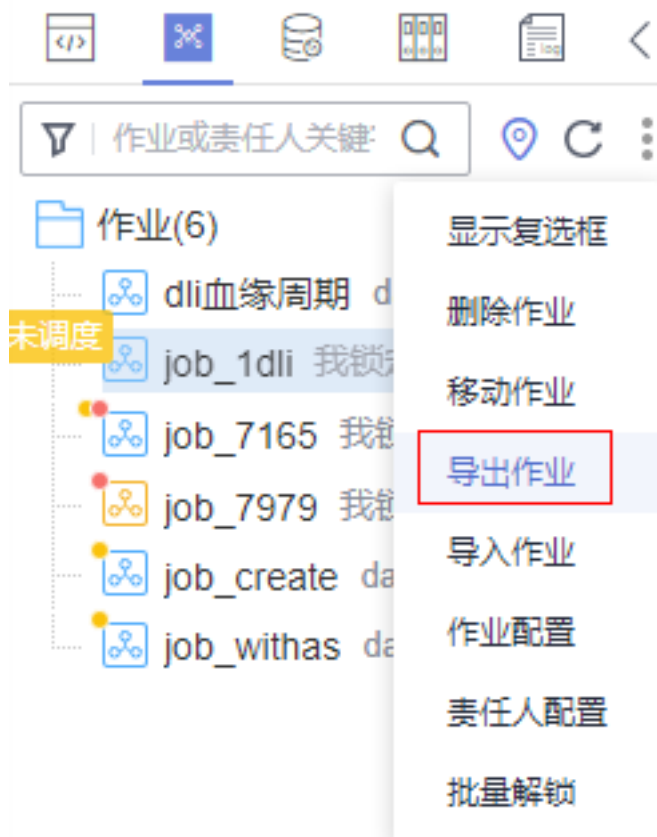 </>
log
作业或责任人关键
作业(6)
dli血缘周期 d
未调度
job_1dli 我锁
job_7165 我锁
job_7979 我锁
job_create da
job_withas da
显示复选框
删除作业
移动作业
导出作业
导入作业
作业配置
责任人配置
批量解锁